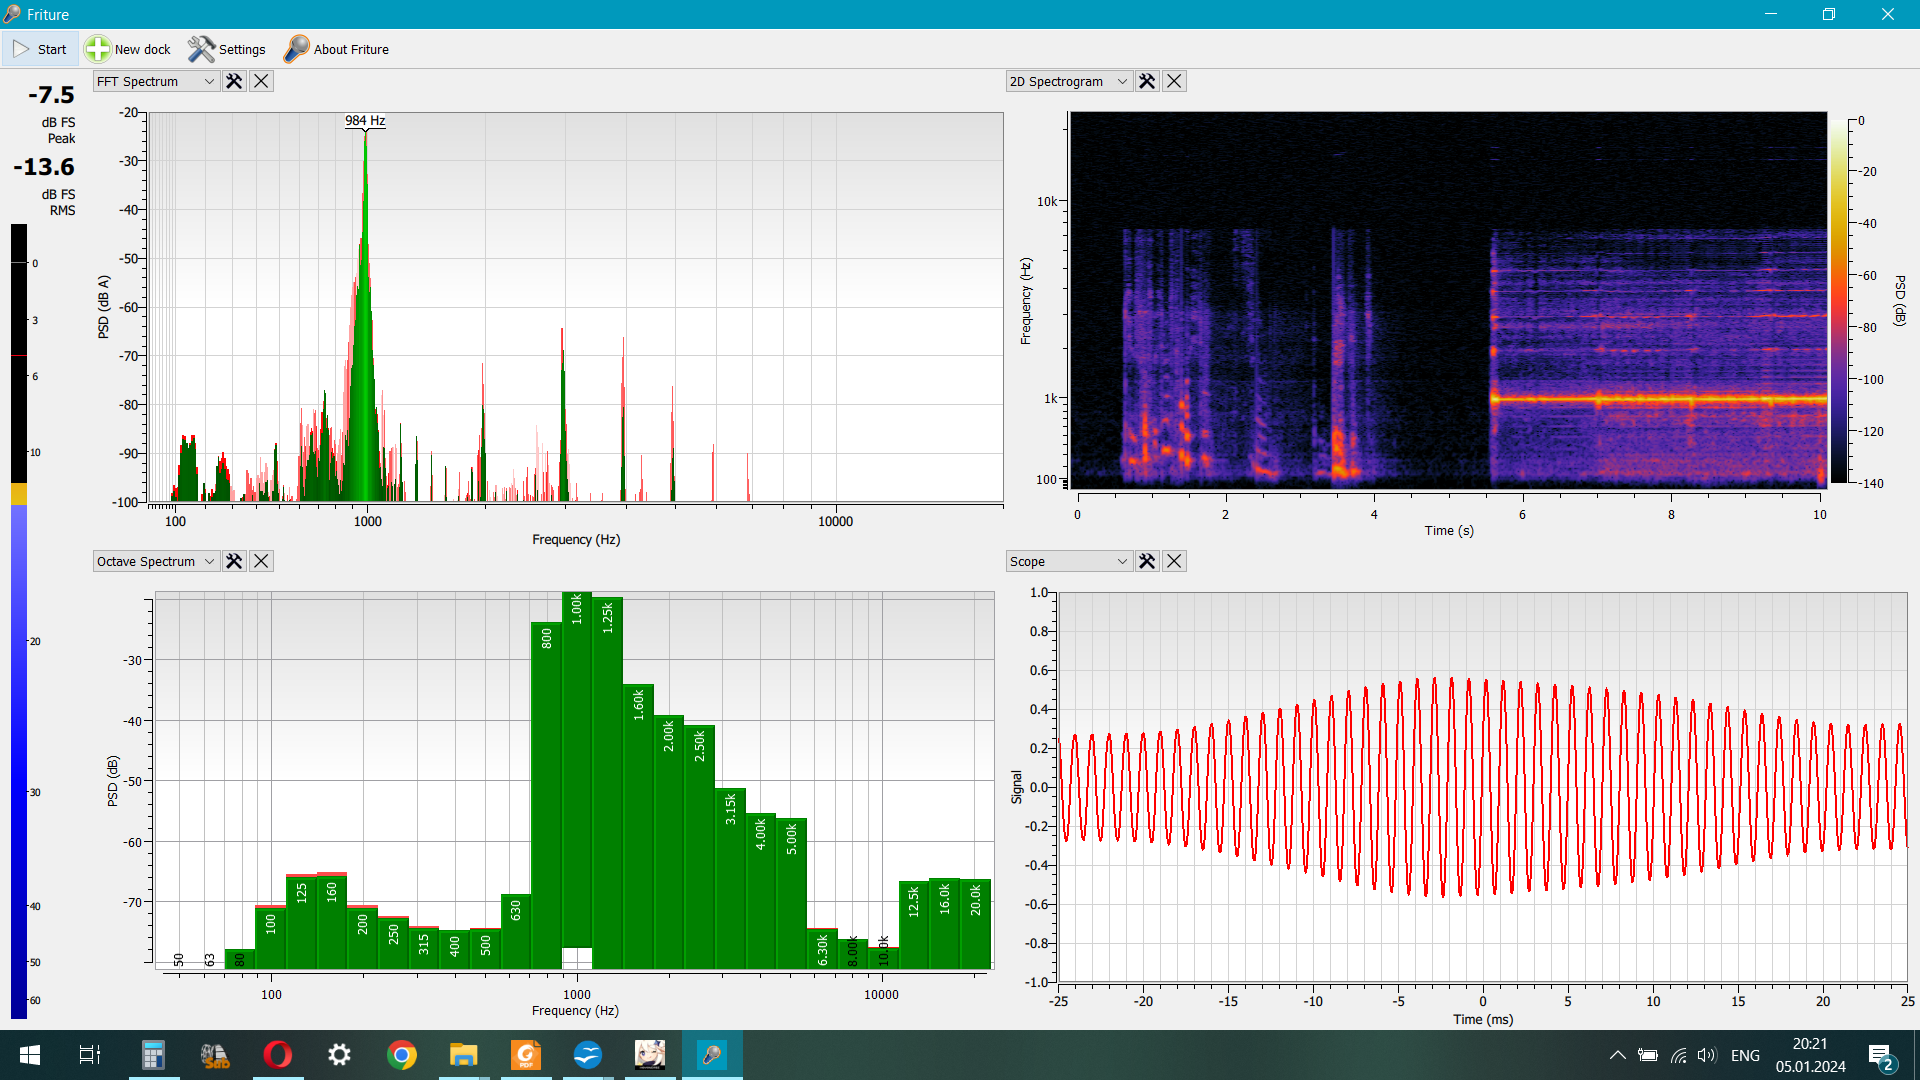 Friture
Start
New dock
Settings
About Friture
-7.5
dB FS
Peak
-13.6
dB FS
RMS
0
3
6
10
20
30
40
50
60
FFT Spectrum
984 Hz
PSD (dB A)
-20
-30
-40
-50
-60
-70
-80
-90
-100
100
1000
10000
Frequency (Hz)
2D Spectrogram
Frequency (Hz)
10k
1k
100
0
2
4
6
8
10
Time (s)
0
-20
-40
-60
-80
-100
-120
-140
PSD (dB)
Octave Spectrum
PSD (dB)
-30
-40
-50
-60
-70
50
63
80
100
125
160
200
250
315
400
500
630
800
1.00k
1.25k
1.60k
2.00k
2.50k
3.15k
4.00k
5.00k
6.30k
8.00k
10.0k
12.5k
16.0k
20.0k
100
1000
10000
Frequency (Hz)
Scope
Signal
1.0
0.8
0.6
0.4
0.2
0.0
-0.2
-0.4
-0.6
-0.8
-1.0
-25
-20
-15
-10
-5
0
5
10
15
20
25
Time (ms)
Sab
PDF
ENG
20:21
05.01.2024
2